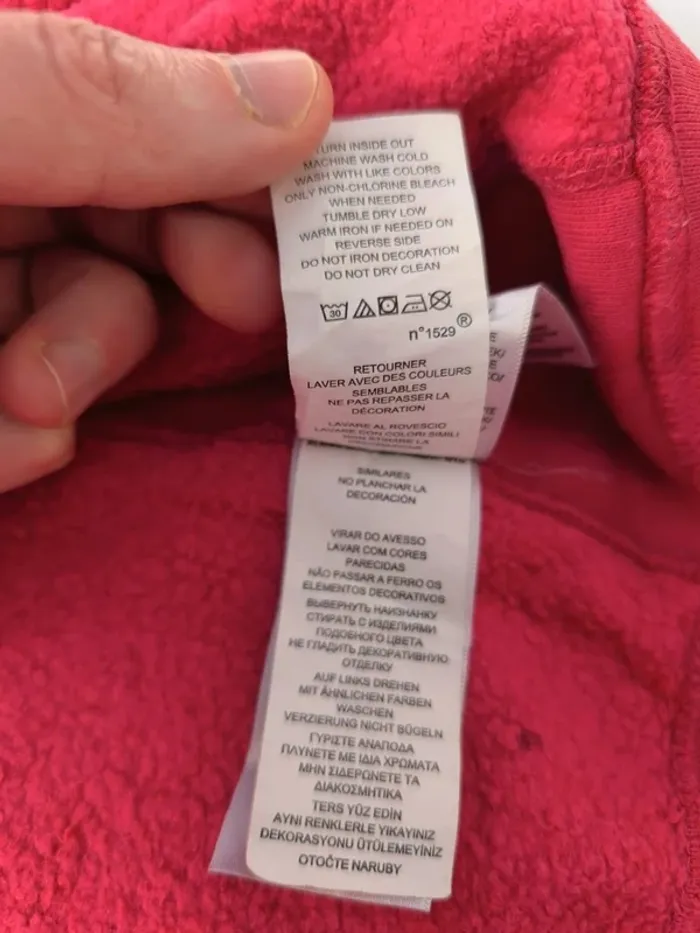 TURN INSIDE OUT
MACHINE WASH COLD
WASH WITH LIKE COLORS
ONLY NON-CHLORINE BLEACH
WHEN NEEDED
TUMBLE DRY LOW
WARM IRON IF NEEDED ON
REVERSE SIDE
DO NOT IRON DECORATION
DO NOT DRY CLEAN
30
n°1529®
RETOURNER
LAVER AVEC DES COULEURS
SEMBLABLES
NE PAS REPASSER LA
DÉCORATION
LAVARE AL ROVESCIO
LAVARE CON COLORI SIMILI
NON STIRARE LA
SIMILARES
NO PLANCHAR LA
DECORACIÓN
VIRAR DO AVESSO
LAVAR COM CORES
PARECIDAS
NÃO PASSAR A FERRO OS
ELEMENTOS DECORATIVOS
ВЫВЕРНУТЬ НАИЗНАНКУ
СТИРАТЬ С ИЗДЕЛИЯМИ
ПОДОБНОГО ЦВЕТА
НЕ ГЛАДИТЬ ДЕКОРАТИВНУЮ
ОТДЕЛКУ
AUF LINKS DREHEN
MIT ÄHNLICHEN FARBEN
WASCHEN
VERZIERUNG NICHT BÜGELN
ΓΥΡΙΣΤΕ ΑΝΑΠΟΔΑ
ΠΛΥΝΕΤΕ ΜΕ ΙΔΙΑ ΧΡΩΜΑΤΑ
ΜΗΝ ΣΙΔΕΡΩΝΕΤΕ ΤΑ
ΔΙΑΚΟΣΜΗΤΙΚΑ
TERS YÜZ EDİN
AYNI RENKLERLE YIKAYINIZ
DEKORASYONU ÜTÜLEMEYİNİZ
OTOČTE NARUBY